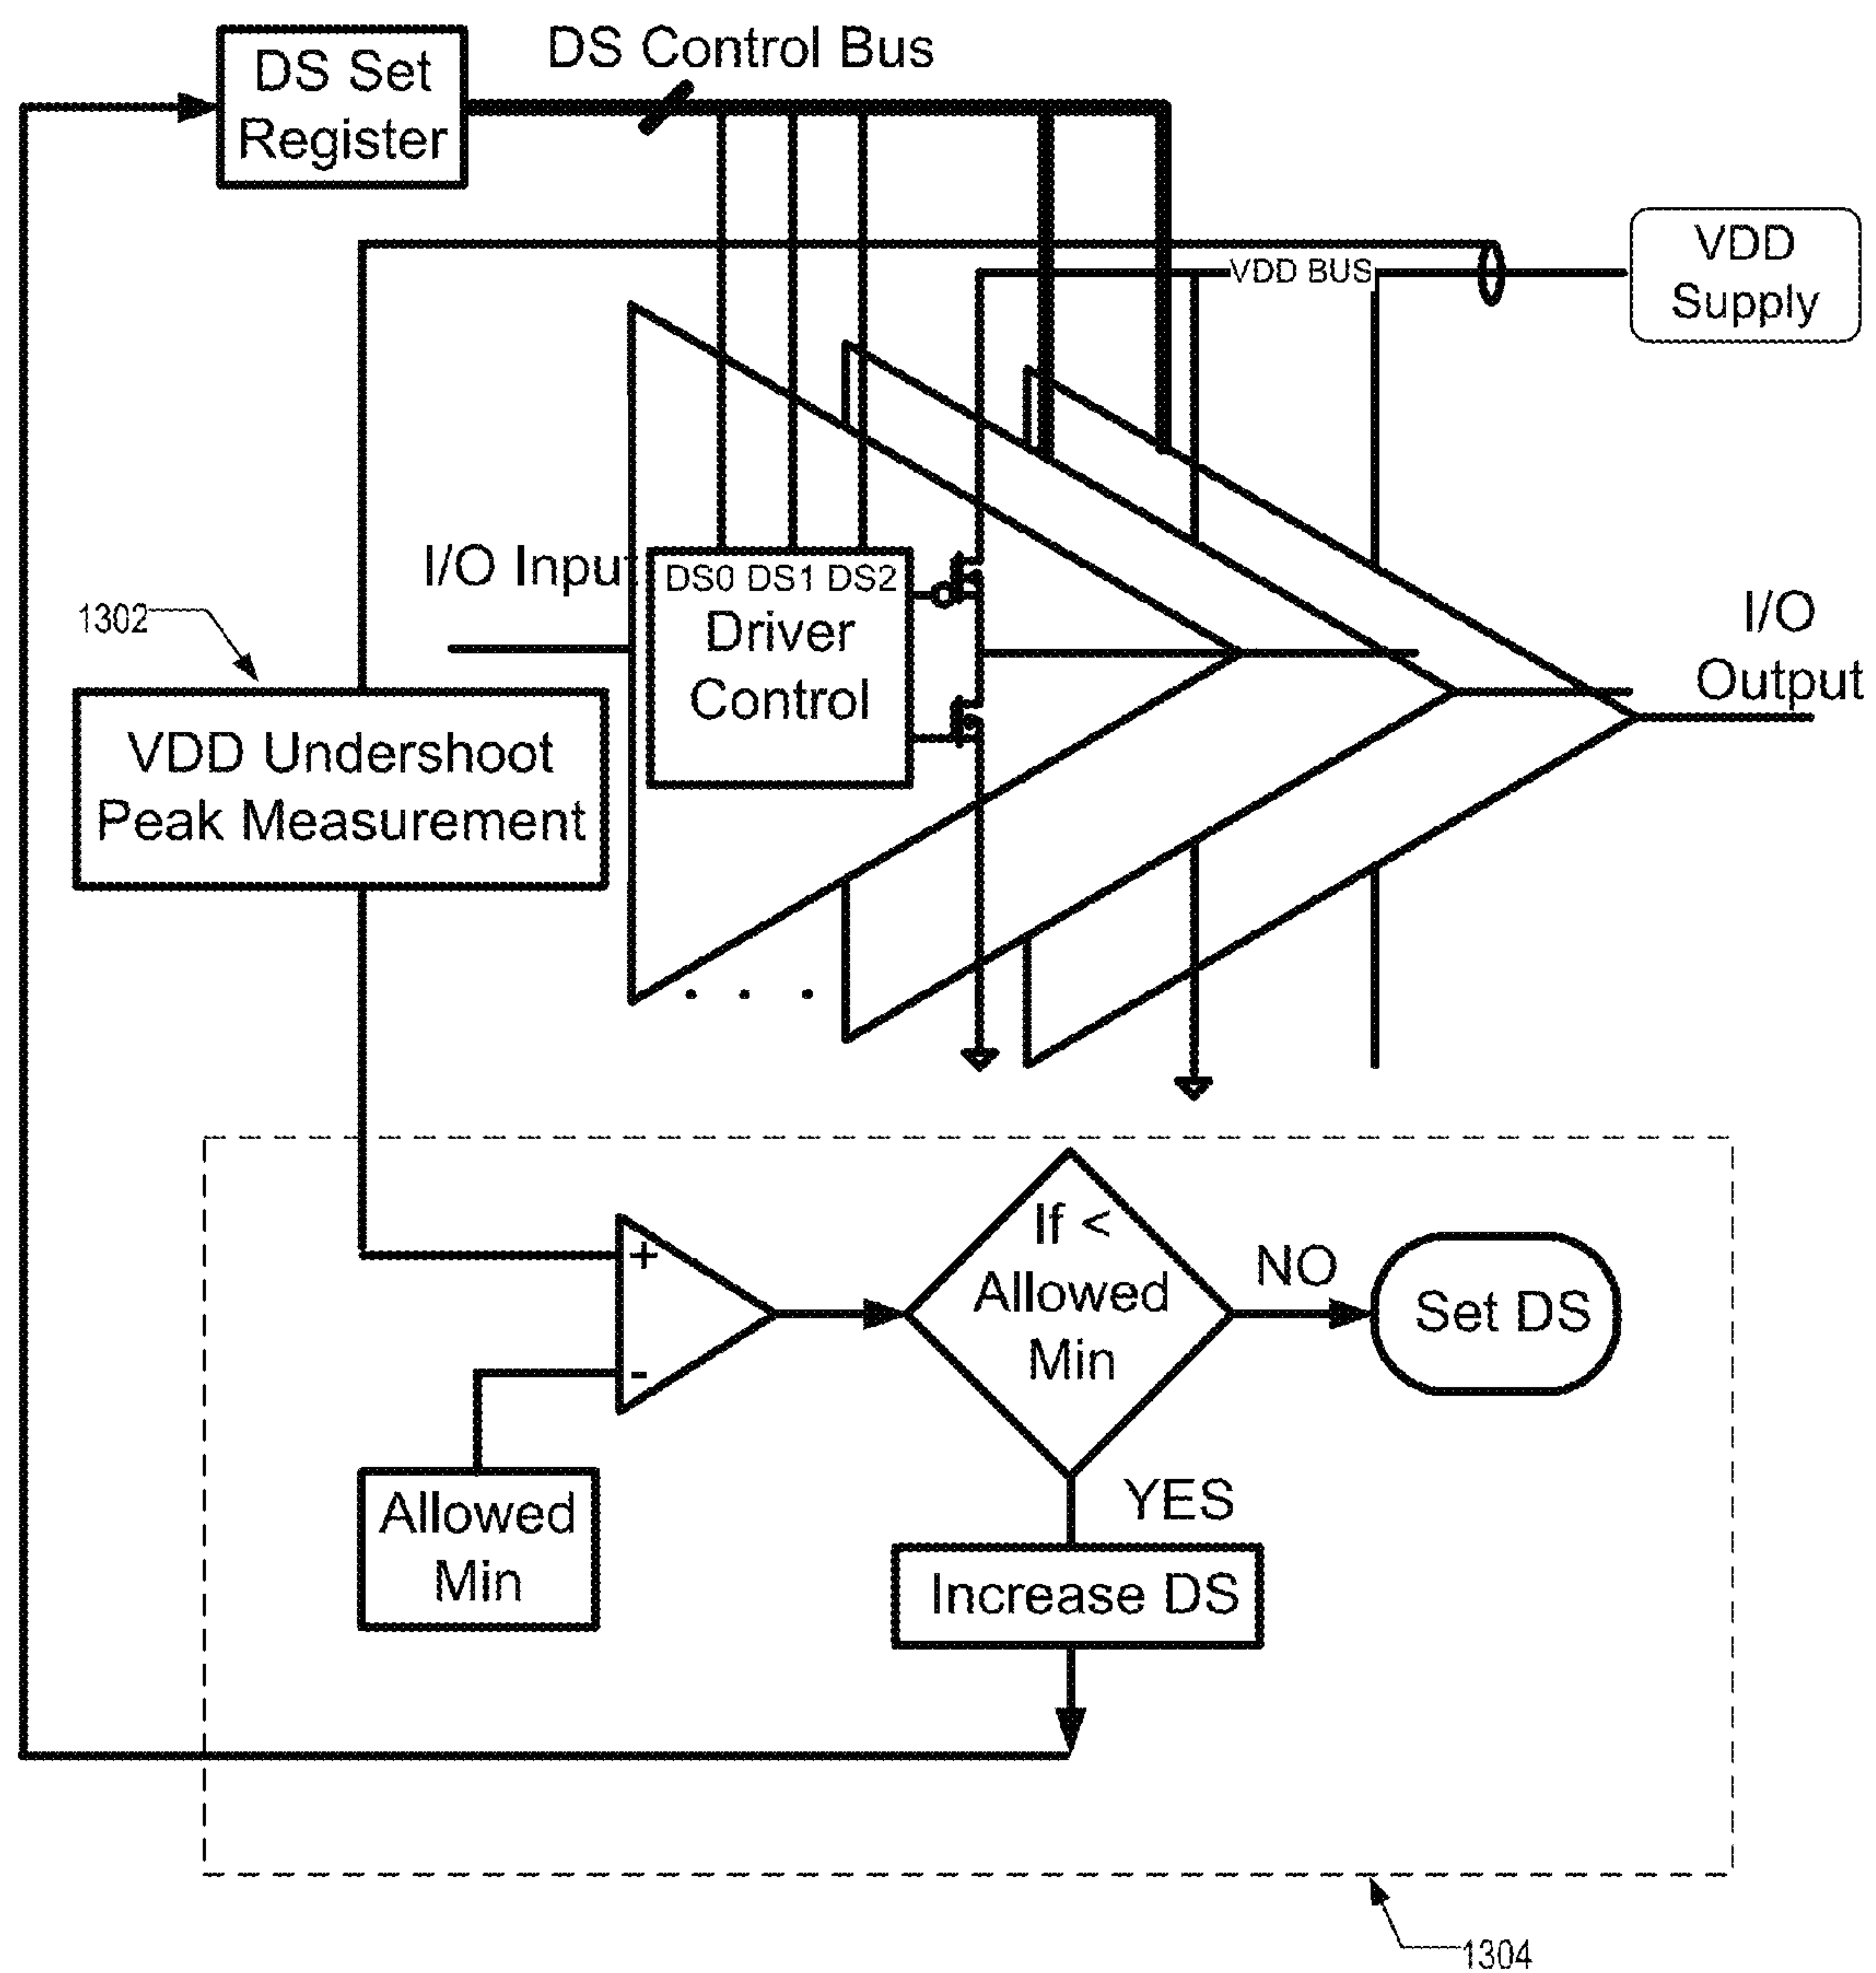 DS Set
Register
DS Control Bus
VDD
Supply
VDD BUS
I/O Input
DS0 DS1 DS2
Driver
Control
I/O
Output
1302
VDD Undershoot
Peak Measurement
. . .
+
-
If <
Allowed
Min
NO
Set DS
Allowed
Min
YES
Increase DS
1304